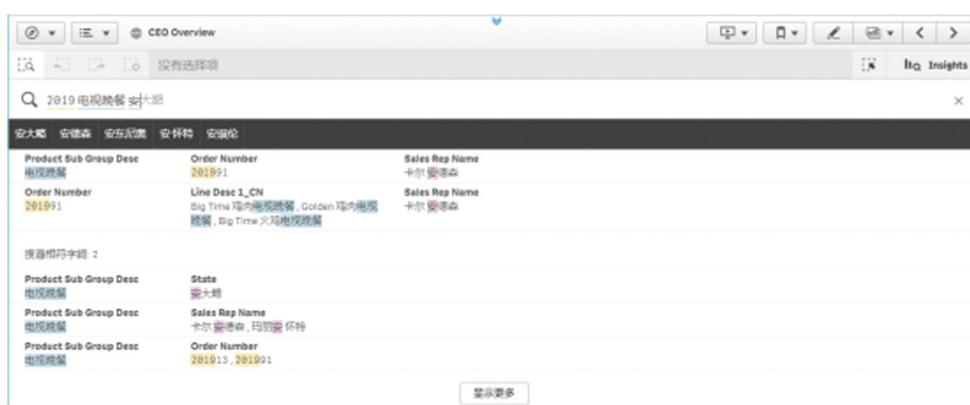 CEO Overview
没有选择项
Insights
2019 电视晚餐 安大略
安大略 安德森 安东尼奥 安·怀特
Product Sub Group Desc Order Number Sales Rep Name
电视晚餐 201991 卡尔 安德森
Order Number Line Desc 1_CN Sales Rep Name
201991 Big Time 鸡肉电视晚餐, Golden 鸡肉电视 卡尔 安德森
晚餐, Big Time 火鸡电视晚餐
搜寻相符字词: 2
Product Sub Group Desc State
电视晚餐 安大略
Product Sub Group Desc Sales Rep Name
电视晚餐 卡尔 安德森, 玛丽安 怀特
Product Sub Group Desc Order Number
电视晚餐 201913, 201991
显示更多